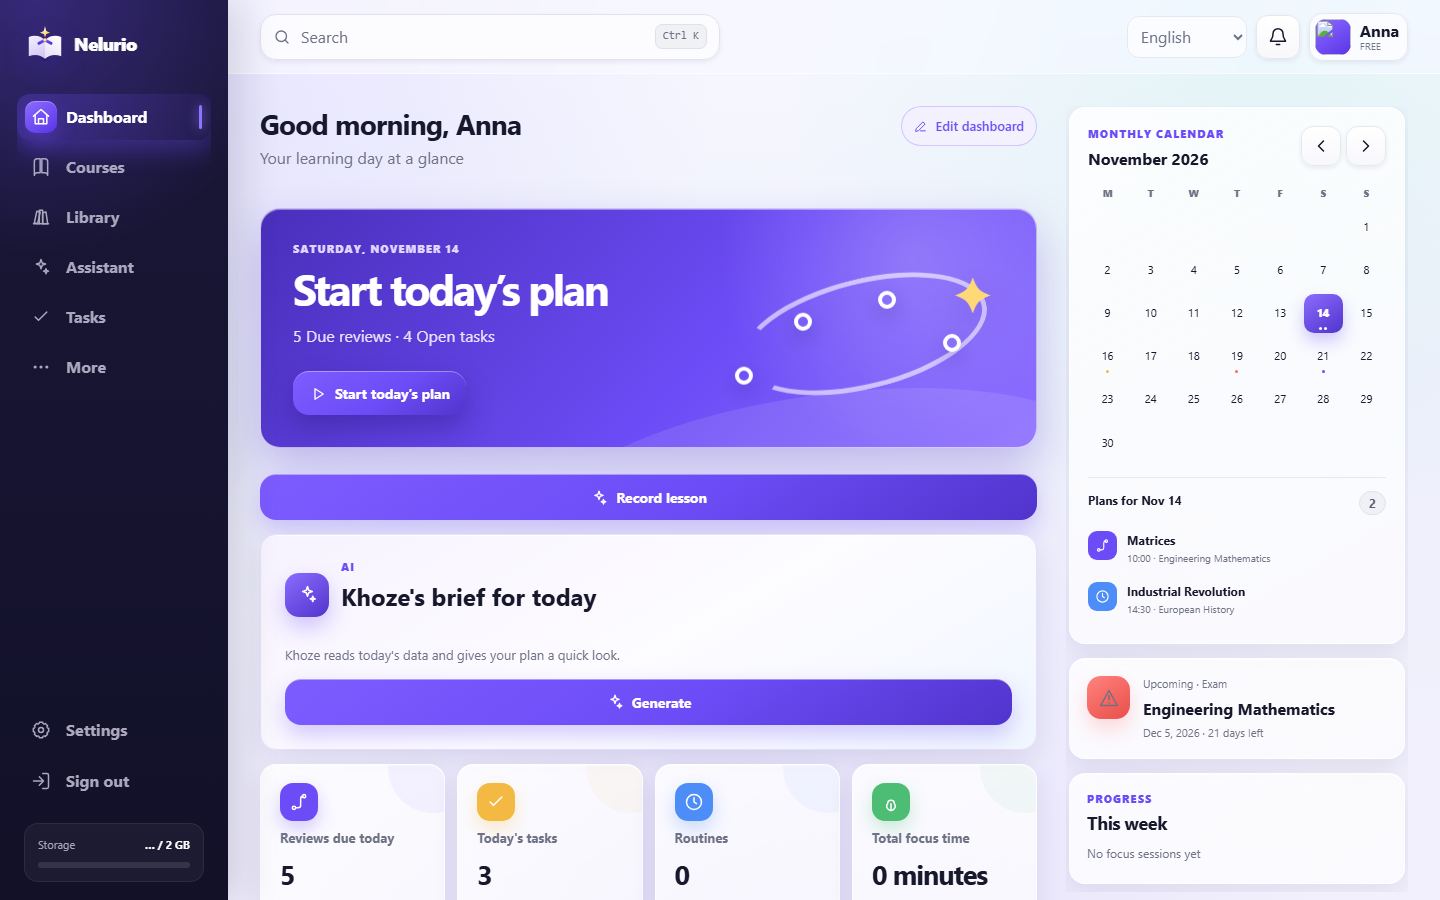 Nelurio
Dashboard
Courses
Library
Assistant
Tasks
More
Settings
Sign out
Storage
... / 2 GB
Search
Ctrl K
English
Anna
FREE
Good morning, Anna
Your learning day at a glance
Edit dashboard
SATURDAY, NOVEMBER 14
Start today’s plan
5 Due reviews · 4 Open tasks
Start today’s plan
Record lesson
AI
Khoze's brief for today
Khoze reads today's data and gives your plan a quick look.
Generate
Reviews due today
5
Today's tasks
3
Routines
0
Total focus time
0 minutes
MONTHLY CALENDAR
November 2026
M T W T F S S
1
2 3 4 5 6 7 8
9 10 11 12 13 14 15
16 17 18 19 20 21 22
23 24 25 26 27 28 29
30
Plans for Nov 14
2
Matrices
10:00 · Engineering Mathematics
Industrial Revolution
14:30 · European History
Upcoming · Exam
Engineering Mathematics
Dec 5, 2026 · 21 days left
PROGRESS
This week
No focus sessions yet